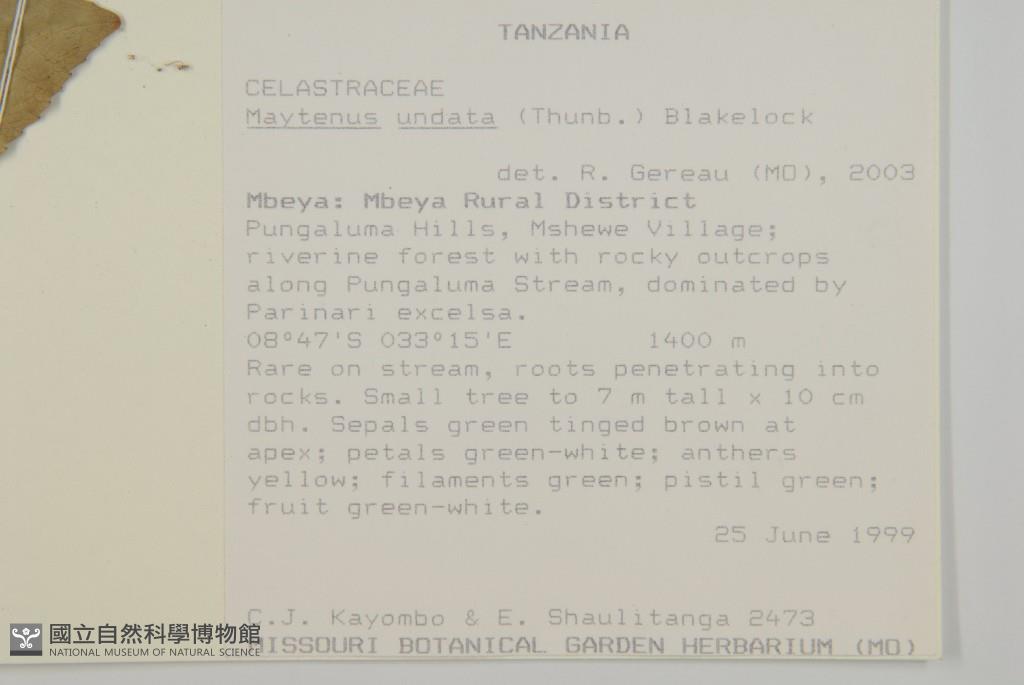 TANZANIA
CELASTRACEAE
Maytenus undata (Thunb.) Blakelock
det. R. Gereau (MO), 2003
Mbeya: Mbeya Rural District
Pungaluma Hills, Mshewe Village;
riverine forest with rocky outcrops
along Pungaluma Stream, dominated by
Parinari excelsa.
08°47'S 033°15'E 1400 m
Rare on stream, roots penetrating into
rocks. Small tree to 7 m tall x 10 cm
dbh. Sepals green tinged brown at
apex; petals green-white; anthers
yellow; filaments green; pistil green;
fruit green-white.
25 June 1999
C.J. Kayombo & E. Shaulitanga 2473
MISSOURI BOTANICAL GARDEN HERBARIUM (MO)
國立自然科學博物館
NATIONAL MUSEUM OF NATURAL SCIENCE